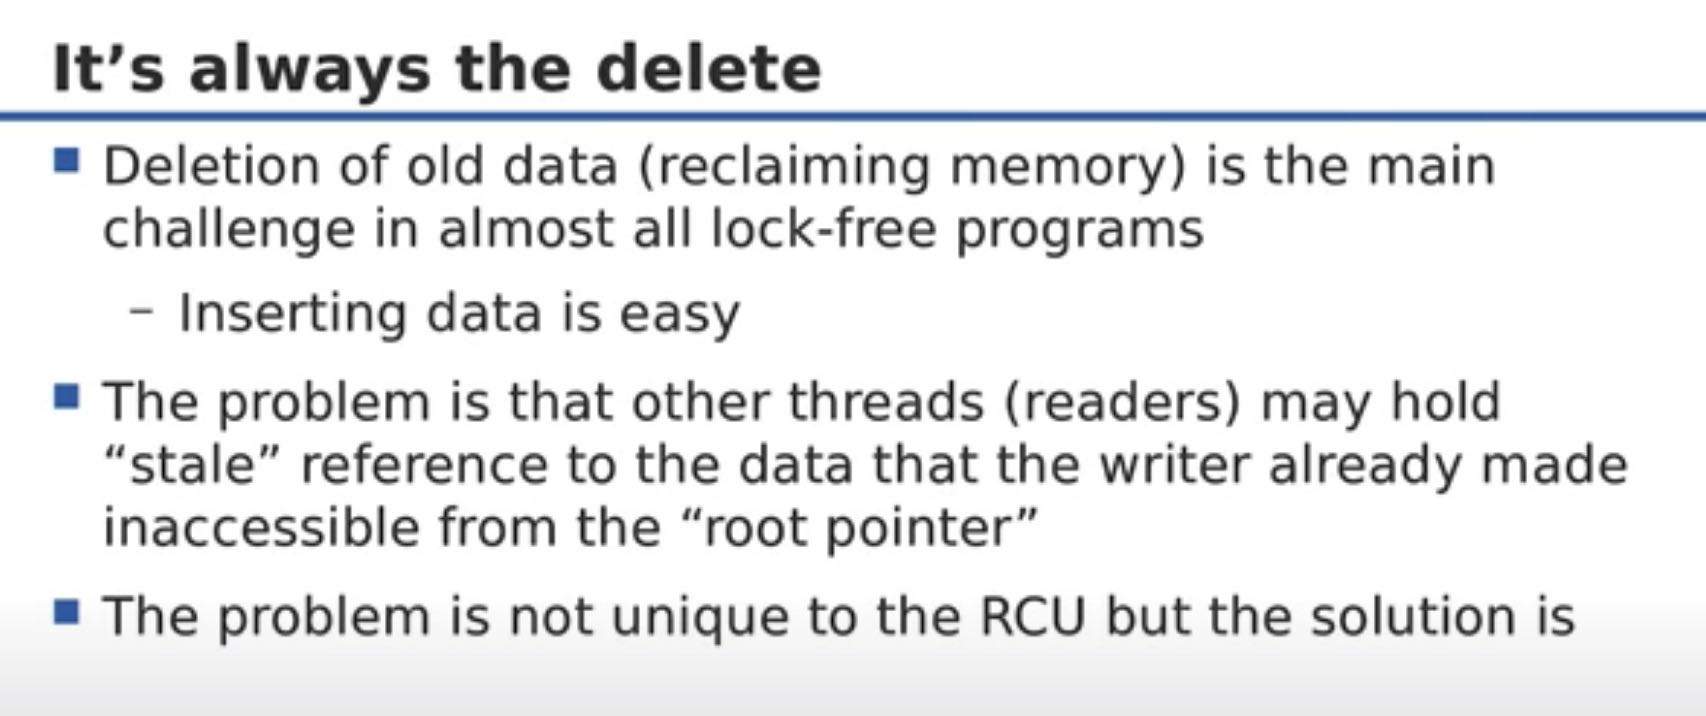 It’s always the delete
Deletion of old data (reclaiming memory) is the main
challenge in almost all lock-free programs
– Inserting data is easy
The problem is that other threads (readers) may hold
“stale” reference to the data that the writer already made
inaccessible from the “root pointer”
The problem is not unique to the RCU but the solution is